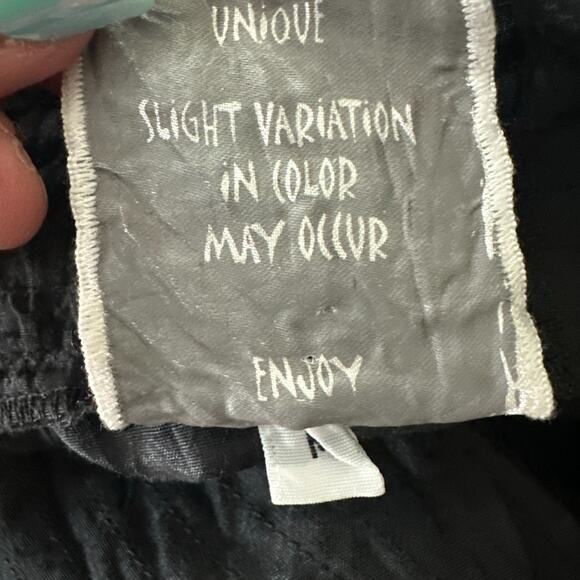 UNiQUE
SLiGHT VARiATiON
iN COLOR
MAY OCCUR
ENJOY